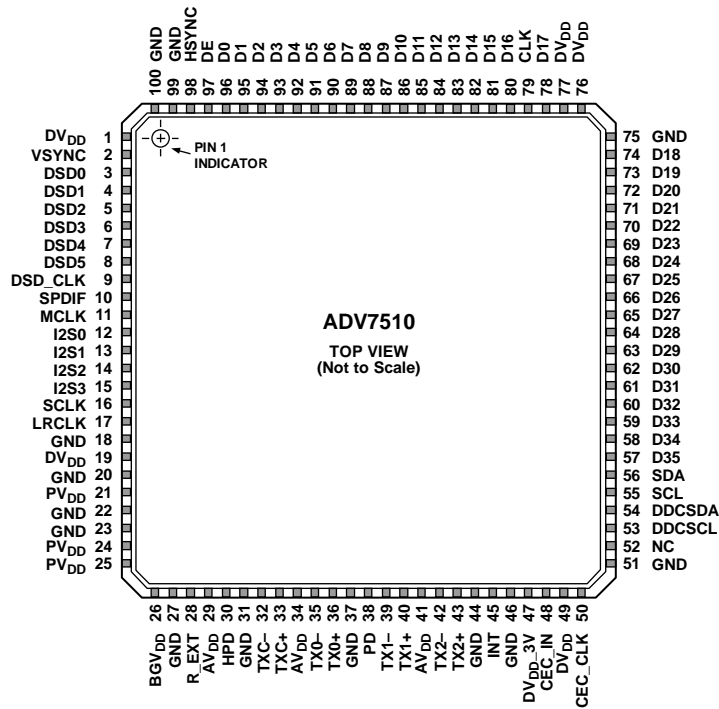 100 GND
99 GND
98 HSYNC
97 DE
96 D0
95 D1
94 D2
93 D3
92 D4
91 D5
90 D6
89 D7
88 D8
87 D9
86 D10
85 D11
84 D12
83 D13
82 D14
81 D15
80 D16
79 CLK
78 D17
77 DVDD
76 DVDD
DVDD 1
VSYNC 2
DSD0 3
DSD1 4
DSD2 5
DSD3 6
DSD4 7
DSD5 8
DSD_CLK 9
SPDIF 10
MCLK 11
I2S0 12
I2S1 13
I2S2 14
I2S3 15
SCLK 16
LRCLK 17
GND 18
DVDD 19
GND 20
PVDD 21
GND 22
GND 23
PVDD 24
PVDD 25
PIN 1
INDICATOR
ADV7510
TOP VIEW
(Not to Scale)
75 GND
74 D18
73 D19
72 D20
71 D21
70 D22
69 D23
68 D24
67 D25
66 D26
65 D27
64 D28
63 D29
62 D30
61 D31
60 D32
59 D33
58 D34
57 D35
56 SDA
55 SCL
54 DDCSDA
53 DDCSCL
52 NC
51 GND
BGVDD 26
GND 27
R_EXT 28
AVDD 29
HPD 30
GND 31
TXC− 32
TXC+ 33
AVDD 34
TX0− 35
TX0+ 36
GND 37
PD 38
TX1− 39
TX1+ 40
AVDD 41
TX2− 42
TX2+ 43
GND 44
INT 45
GND 46
DVDD_3V 47
CEC_IN 48
DVDD 49
CEC_CLK 50